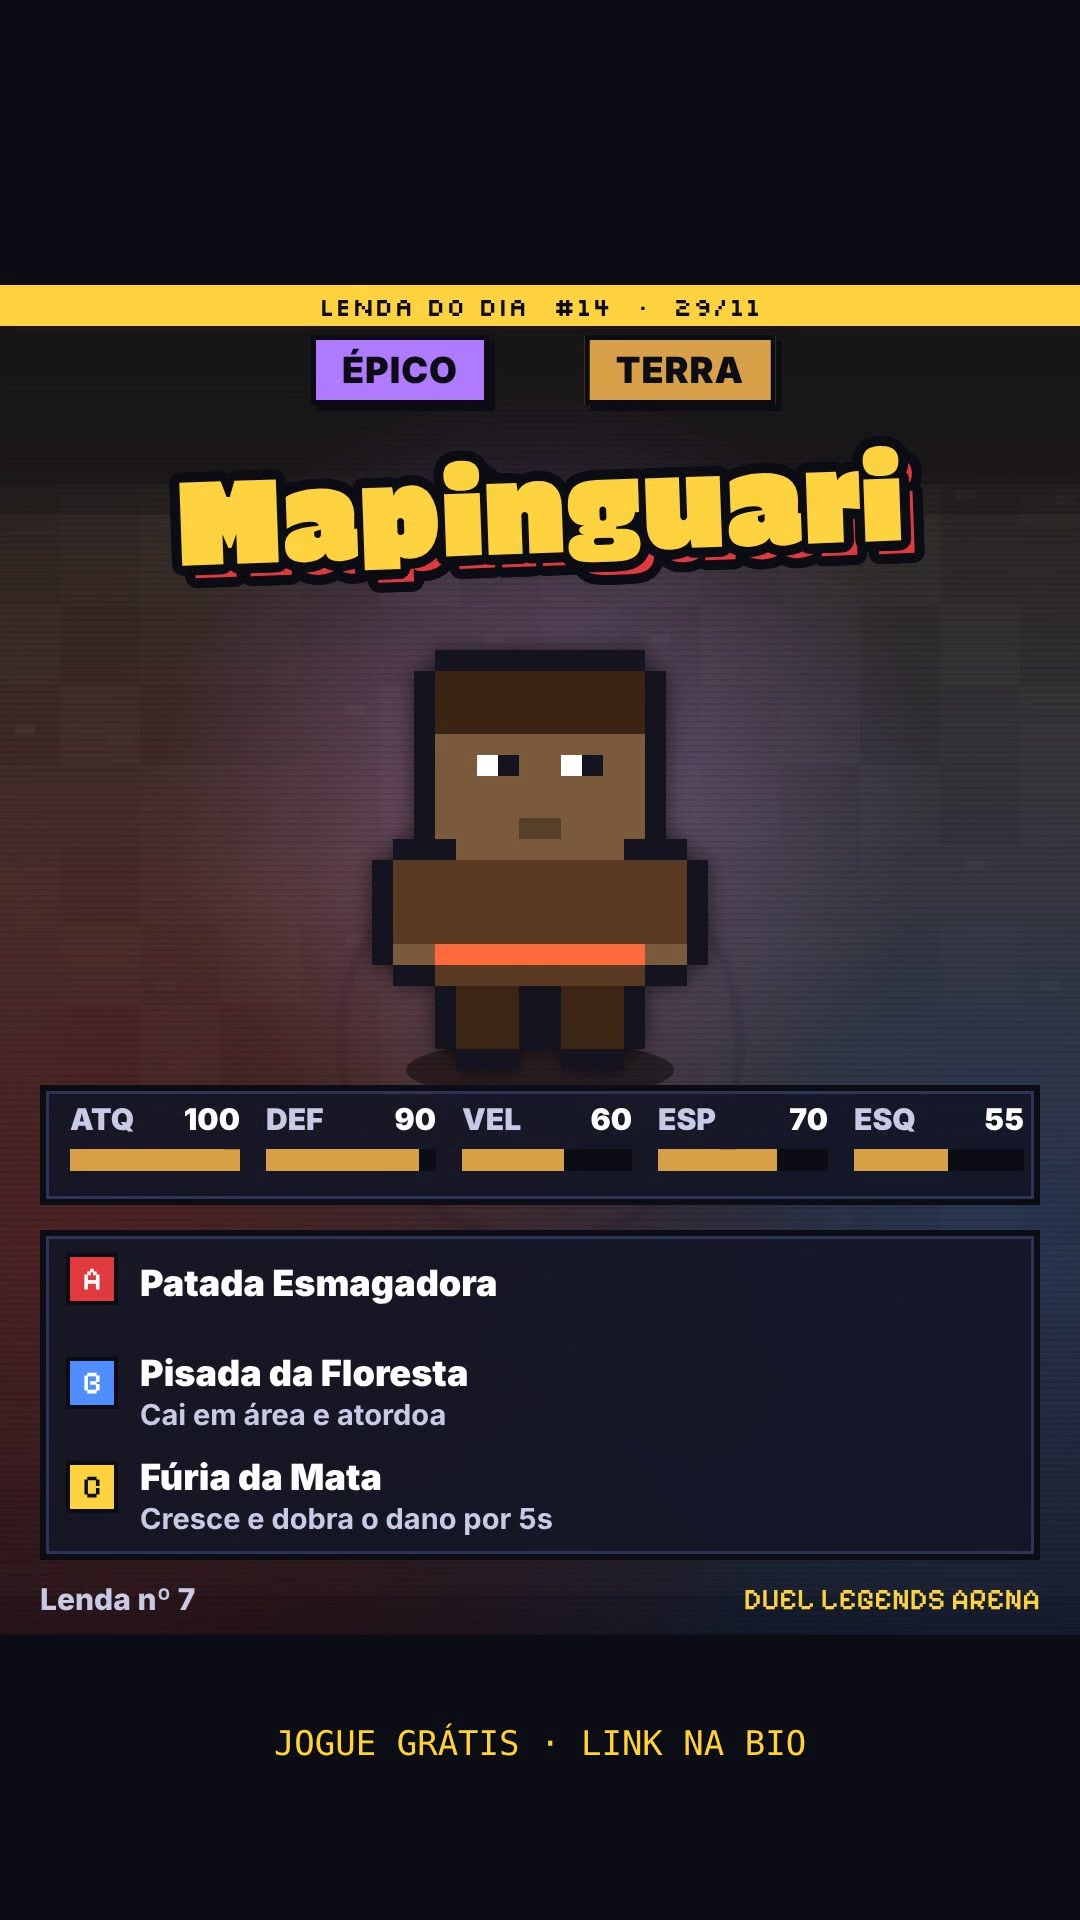 LENDA DO DIA #14 · 29/11
ÉPICO TERRA
Mapinguari
ATQ 100 DEF 90 VEL 60 ESP 70 ESQ 55
A Patada Esmagadora
B Pisada da Floresta
Cai em área e atordoa
C Fúria da Mata
Cresce e dobra o dano por 5s
Lenda nº 7 DUEL LEGENDS ARENA
JOGUE GRÁTIS · LINK NA BIO